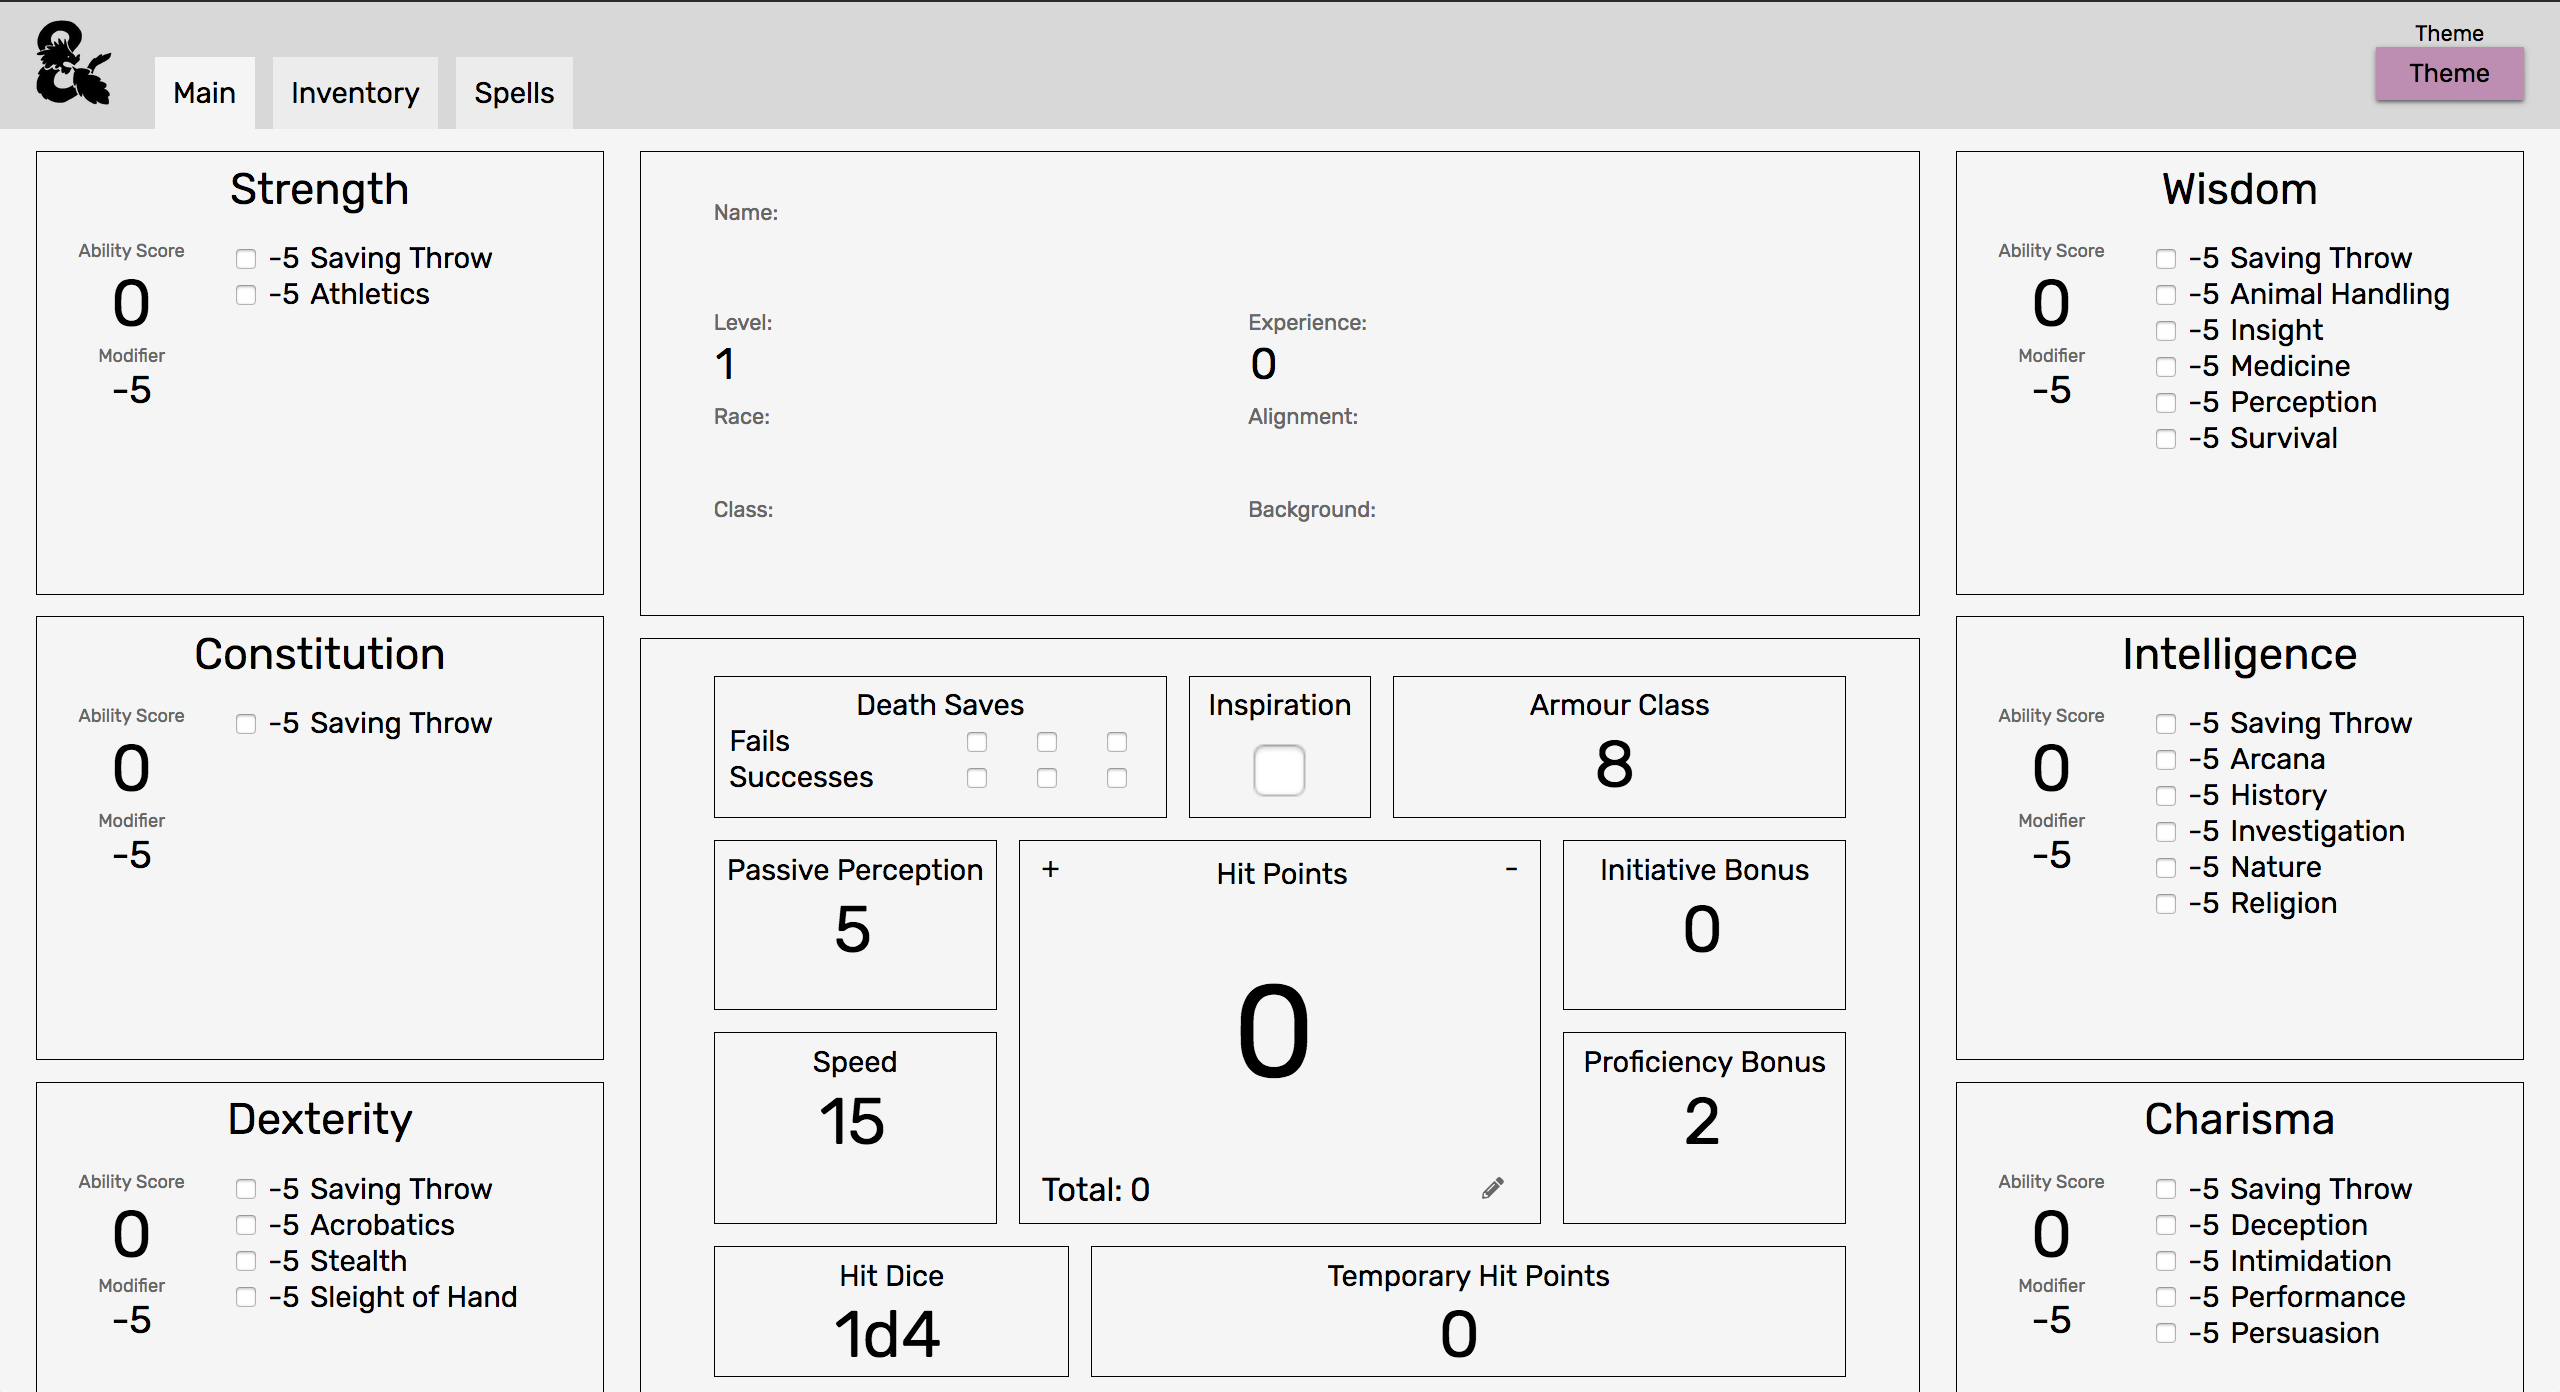 Theme
Main
Inventory
Spells
Theme
Strength
Ability Score
0
Modifier
-5
-5 Saving Throw
-5 Athletics
Constitution
Ability Score
0
Modifier
-5
-5 Saving Throw
Dexterity
Ability Score
0
Modifier
-5
-5 Saving Throw
-5 Acrobatics
-5 Stealth
-5 Sleight of Hand
Name:
Level:
1
Experience:
0
Race:
Alignment:
Class:
Background:
Death Saves
Fails
Successes
Inspiration
Armour Class
8
Passive Perception
5
+
Hit Points
-
0
Total: 0
Initiative Bonus
0
Speed
15
Proficiency Bonus
2
Hit Dice
1d4
Temporary Hit Points
0
Wisdom
Ability Score
0
Modifier
-5
-5 Saving Throw
-5 Animal Handling
-5 Insight
-5 Medicine
-5 Perception
-5 Survival
Intelligence
Ability Score
0
Modifier
-5
-5 Saving Throw
-5 Arcana
-5 History
-5 Investigation
-5 Nature
-5 Religion
Charisma
Ability Score
0
Modifier
-5
-5 Saving Throw
-5 Deception
-5 Intimidation
-5 Performance
-5 Persuasion